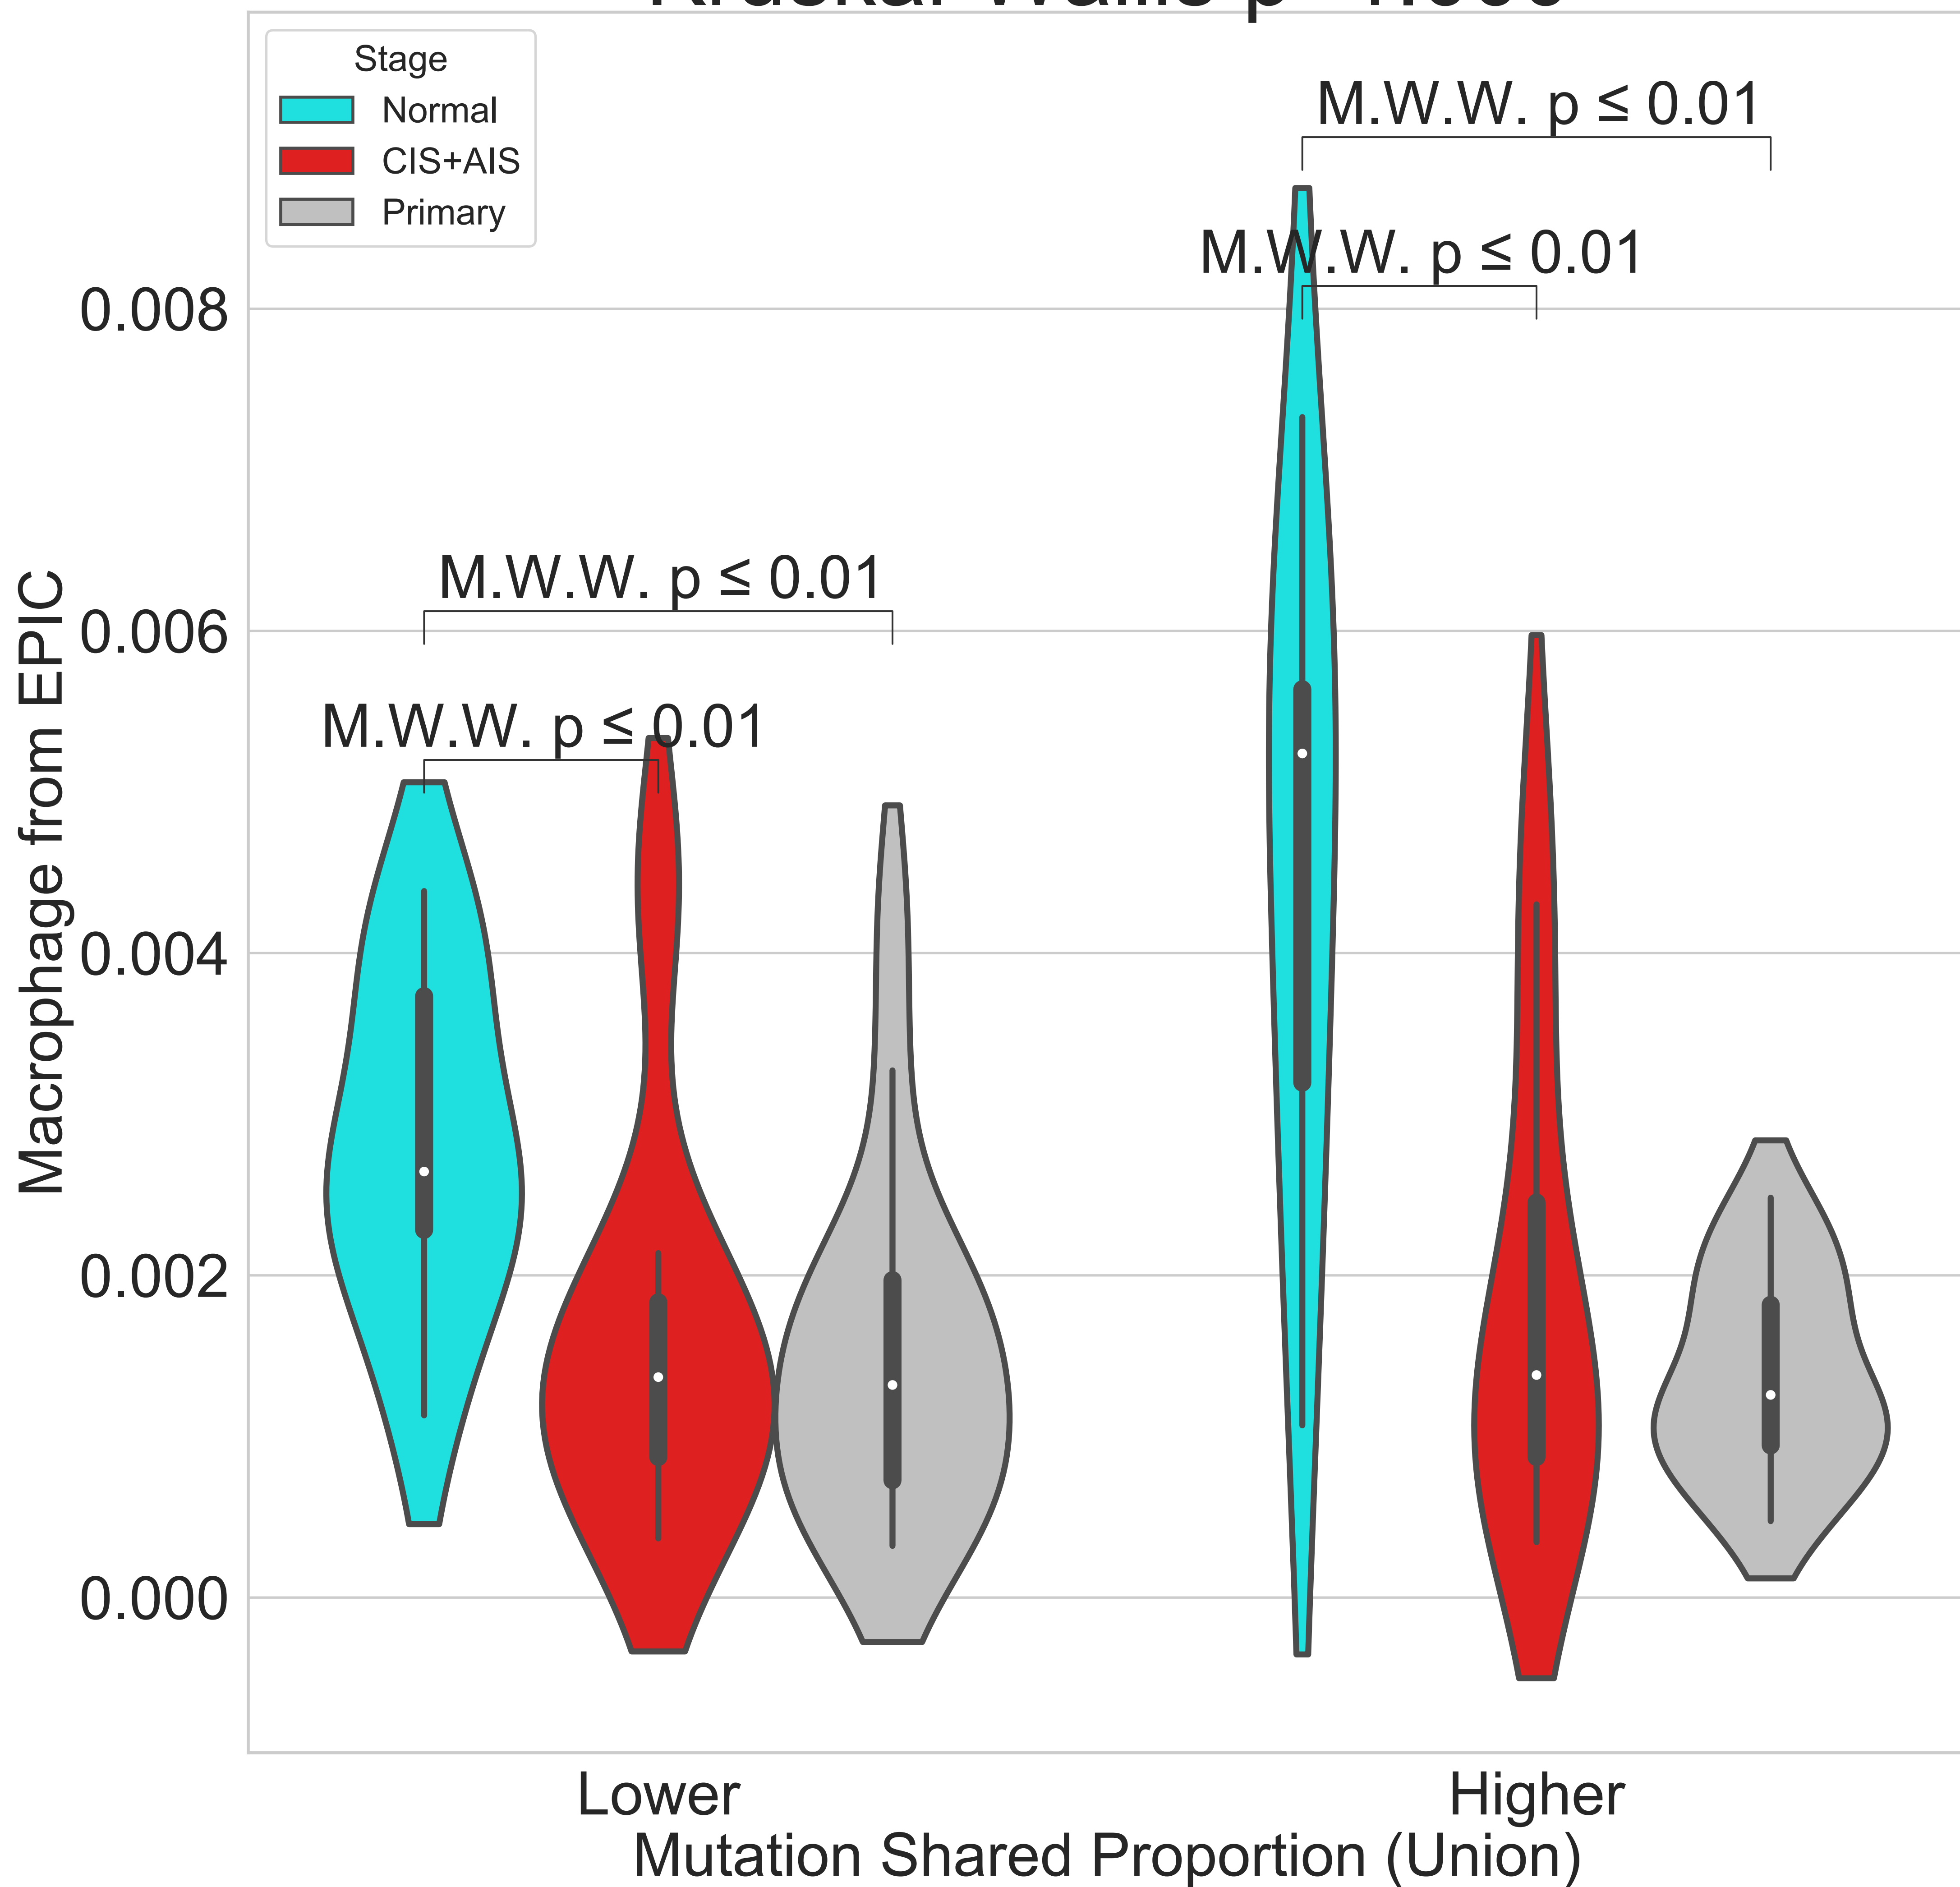 Stage
Normal
CIS+AIS
Primary
M.W.W. p ≤ 0.01
M.W.W. p ≤ 0.01
M.W.W. p ≤ 0.01
M.W.W. p ≤ 0.01
0.008
0.006
0.004
0.002
0.000
Macrophage from EPIC
Lower
Higher
Mutation Shared Proportion (Union)